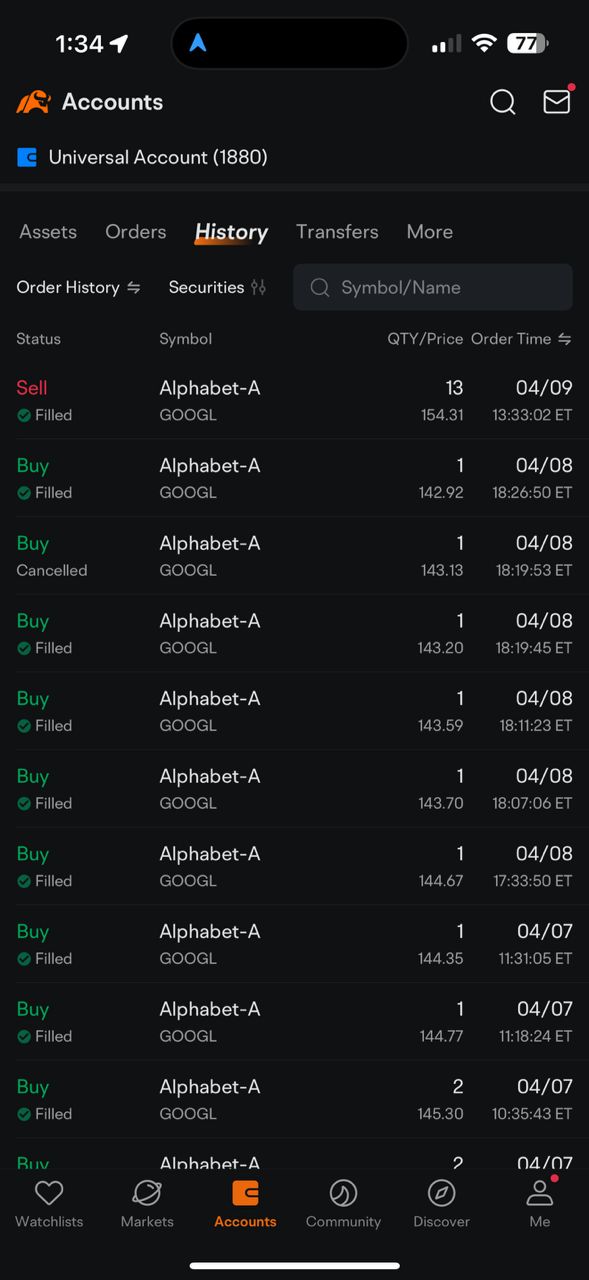 1:34
77
Accounts
Universal Account (1880)
Assets Orders History Transfers More
Order History Securities Symbol/Name
Status Symbol QTY/Price Order Time
Sell Alphabet-A 13 04/09
Filled GOOGL 154.31 13:33:02 ET
Buy Alphabet-A 1 04/08
Filled GOOGL 142.92 18:26:50 ET
Buy Alphabet-A 1 04/08
Cancelled GOOGL 143.13 18:19:53 ET
Buy Alphabet-A 1 04/08
Filled GOOGL 143.20 18:19:45 ET
Buy Alphabet-A 1 04/08
Filled GOOGL 143.59 18:11:23 ET
Buy Alphabet-A 1 04/08
Filled GOOGL 143.70 18:07:06 ET
Buy Alphabet-A 1 04/08
Filled GOOGL 144.67 17:33:50 ET
Buy Alphabet-A 1 04/07
Filled GOOGL 144.35 11:31:05 ET
Buy Alphabet-A 1 04/07
Filled GOOGL 144.77 11:18:24 ET
Buy Alphabet-A 2 04/07
Filled GOOGL 145.30 10:35:43 ET
Buy Alphabet-A 2 04/07
Watchlists Markets Accounts Community Discover Me